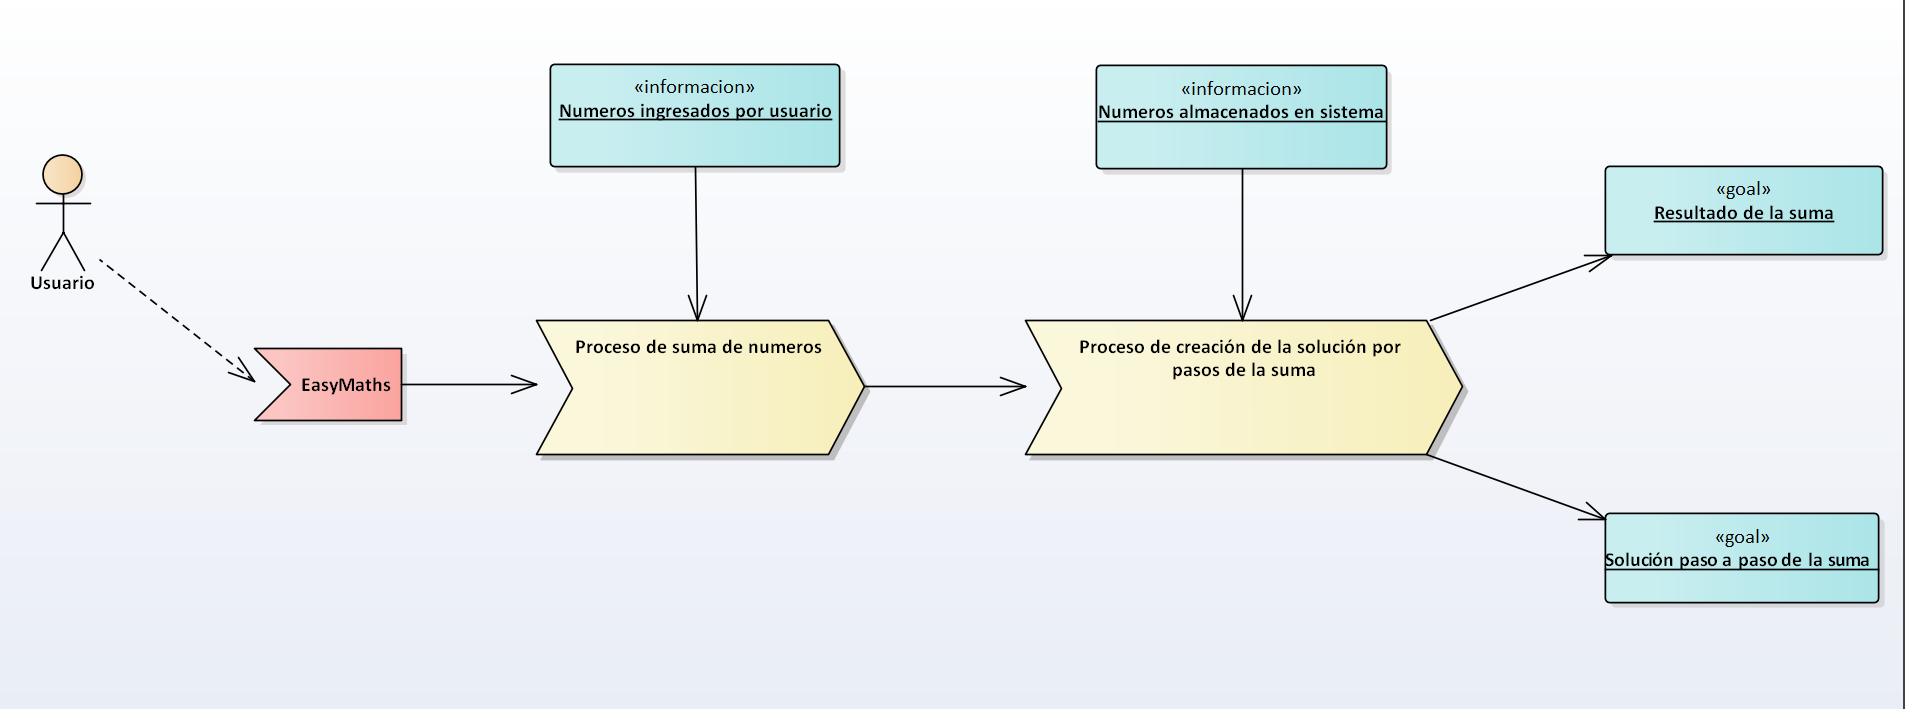 «informacion»
Numeros ingresados por usuario
«informacion»
Numeros almacenados en sistema
«goal»
Resultado de la suma
Usuario
EasyMaths
Proceso de suma de numeros
Proceso de creación de la solución por
pasos de la suma
«goal»
Solución paso a paso de la suma